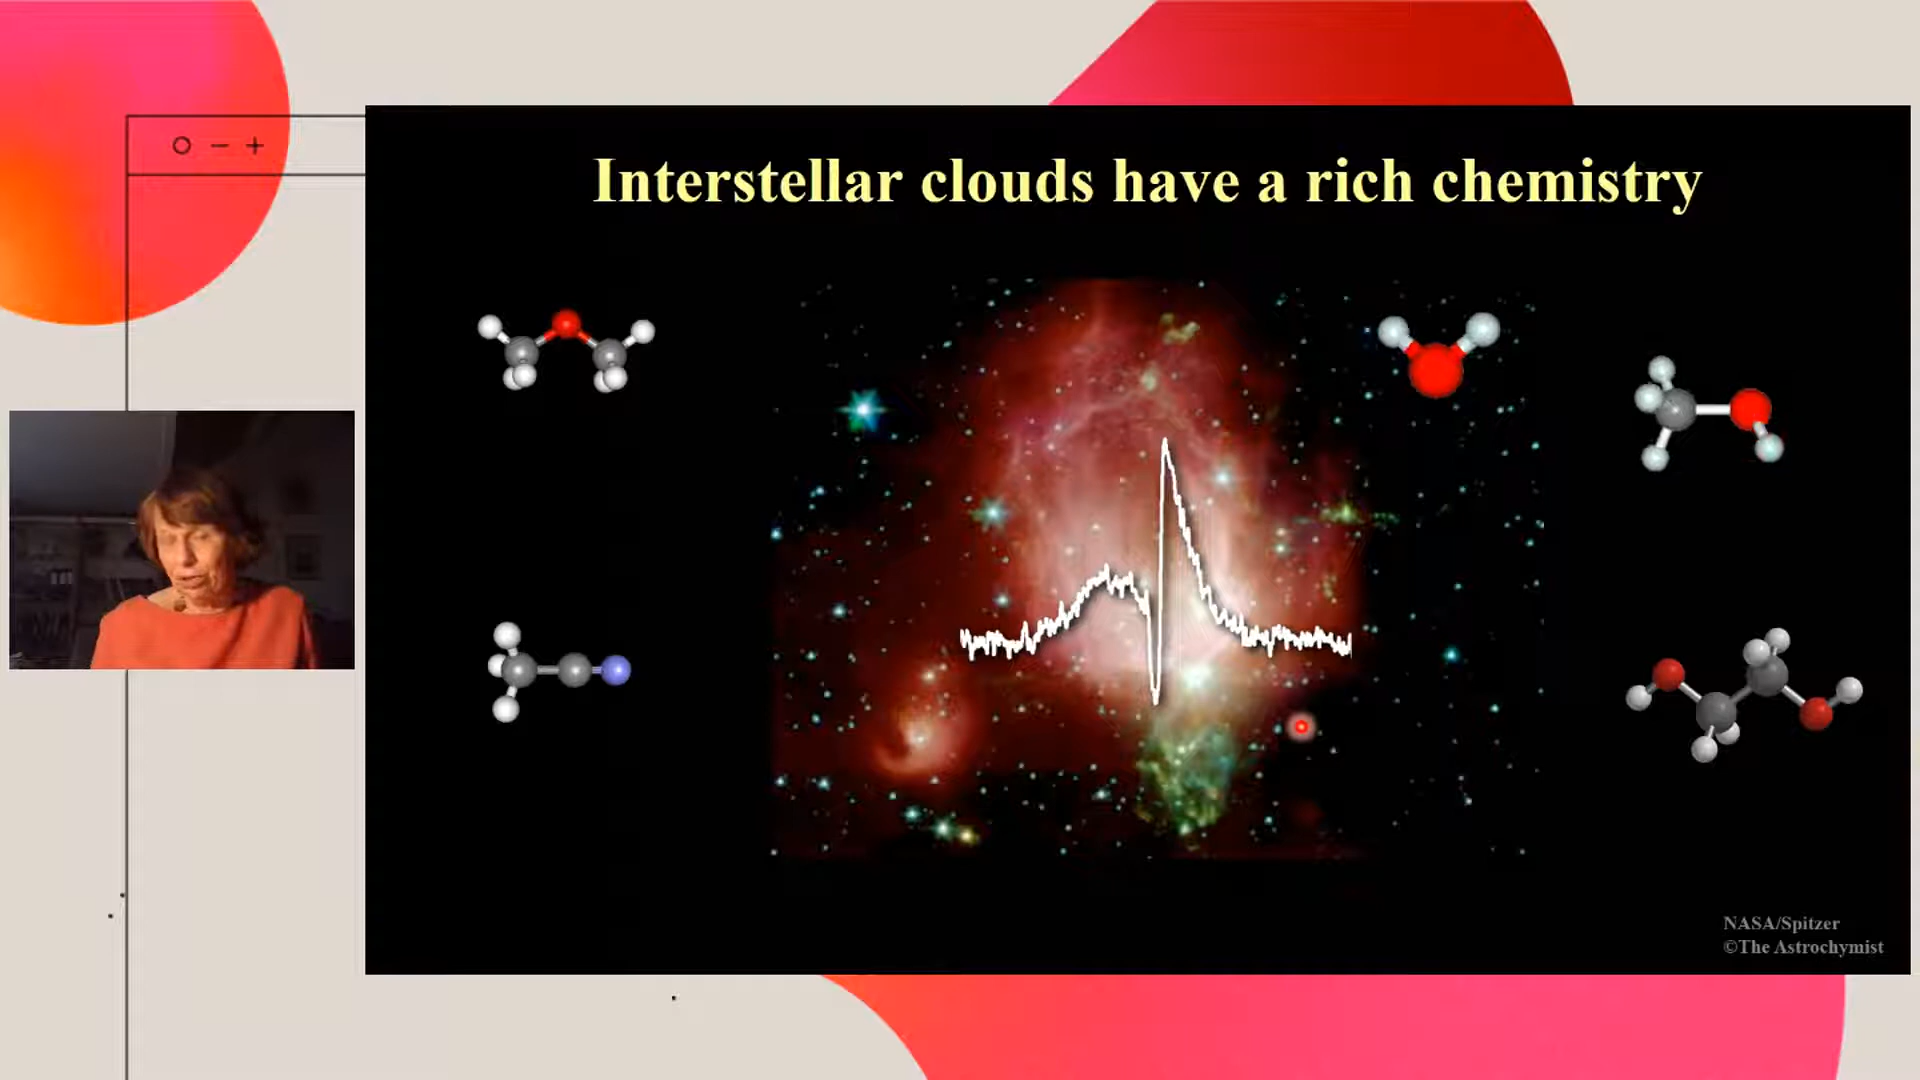 Interstellar clouds have a rich chemistry
NASA/Spitzer
©The Astrochymist